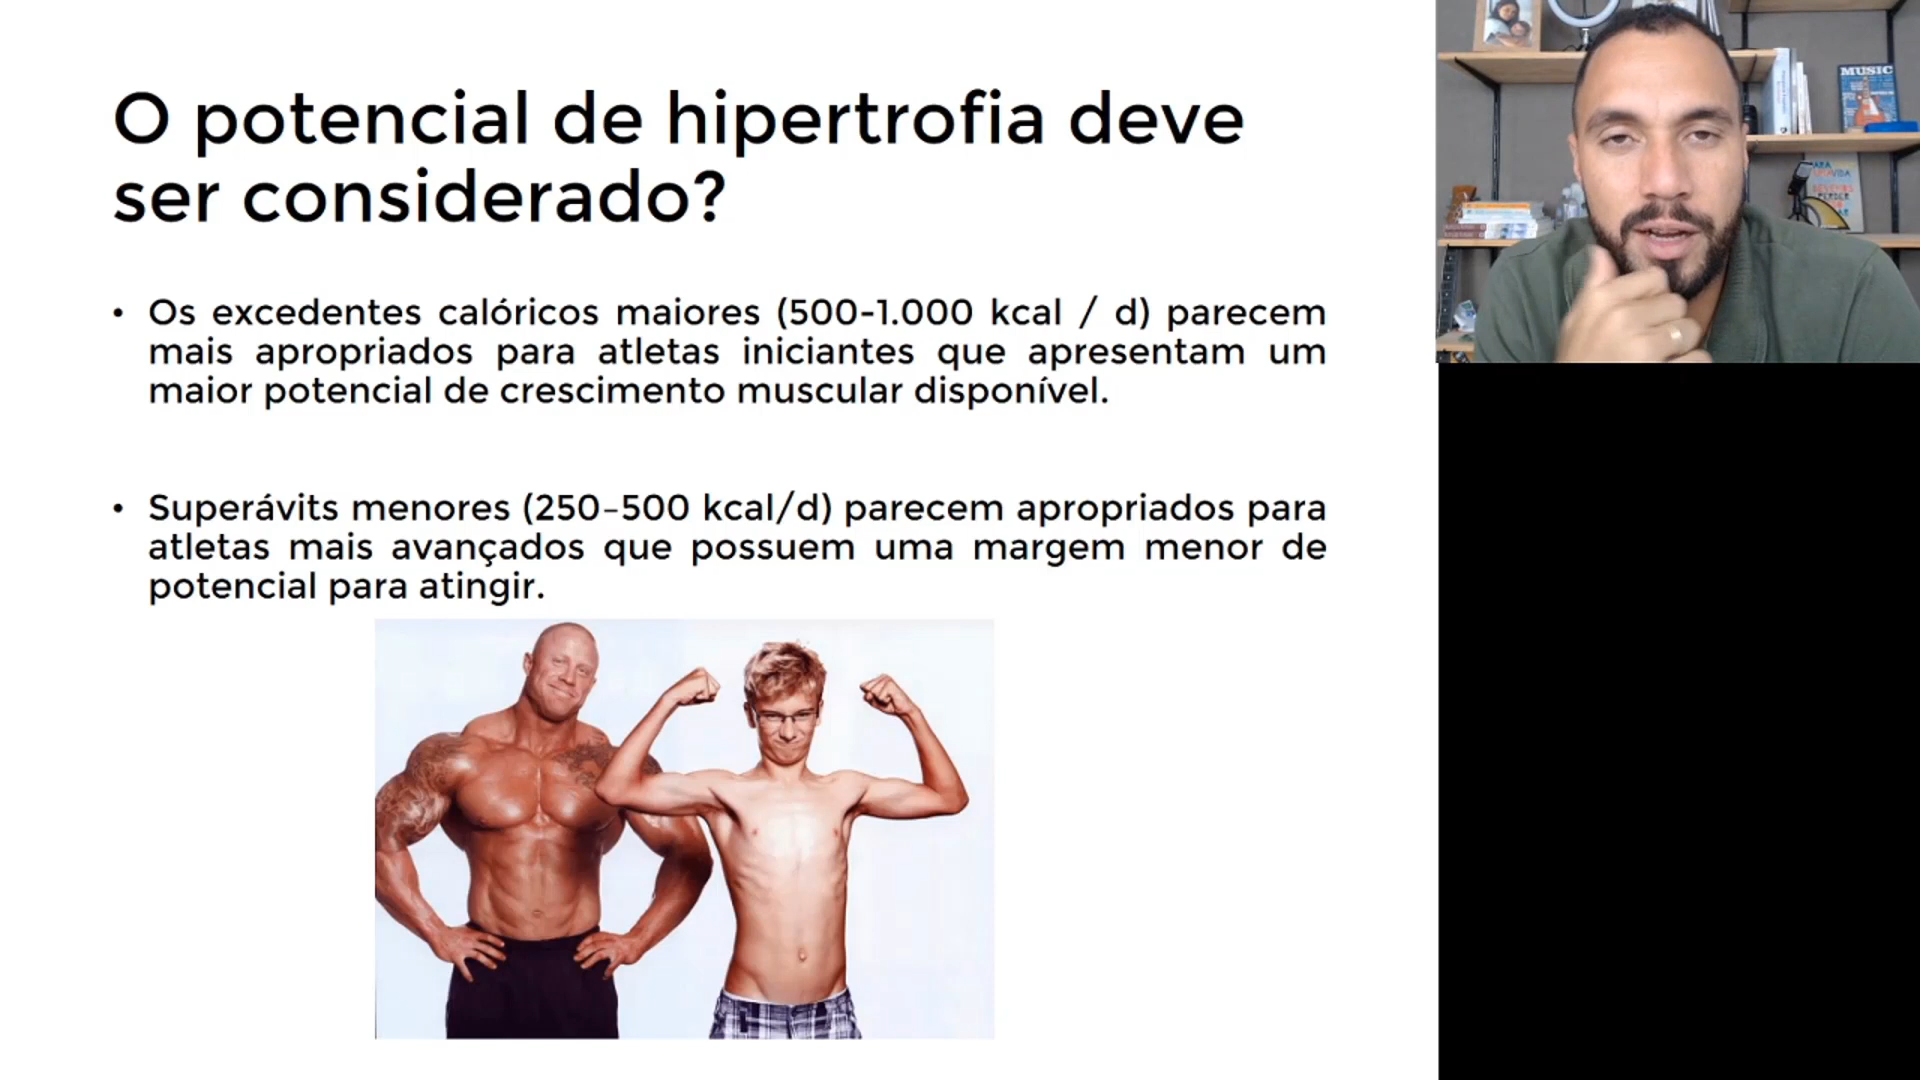 O potencial de hipertrofia deve
ser considerado?
• Os excedentes calóricos maiores (500-1.000 kcal / d) parecem
mais apropriados para atletas iniciantes que apresentam um
maior potencial de crescimento muscular disponível.
• Superávits menores (250–500 kcal/d) parecem apropriados para
atletas mais avançados que possuem uma margem menor de
potencial para atingir.
MUSIC